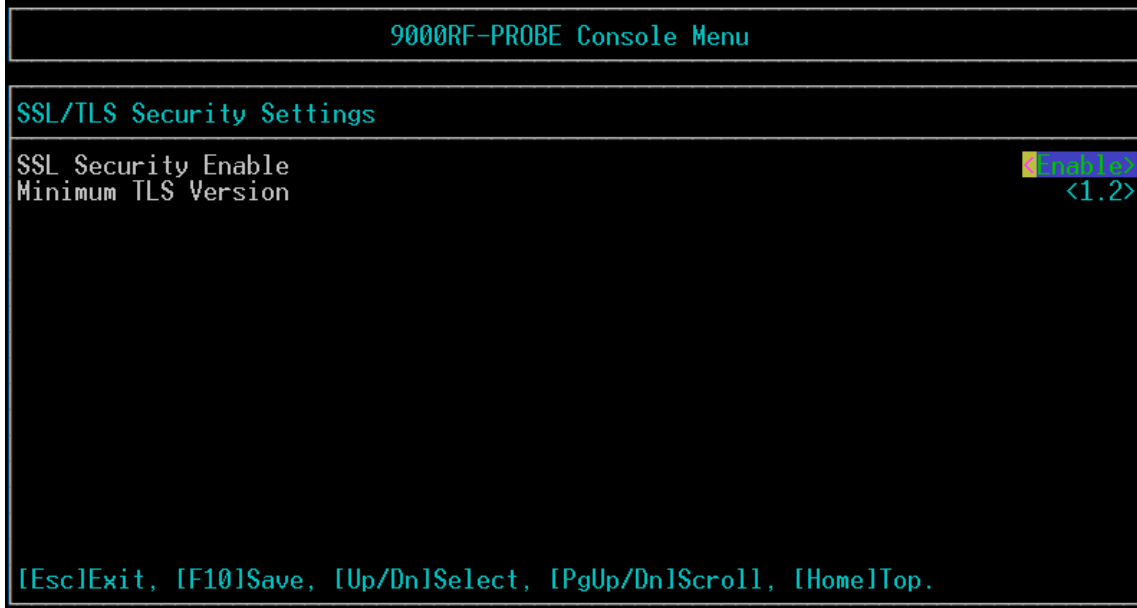 9000RF-PROBE Console Menu
SSL/TLS Security Settings
SSL Security Enable <Enable>
Minimum TLS Version <1.2>
[Esc]Exit, [F10]Save, [Up/Dn]Select, [PgUp/Dn]Scroll, [Home]Top.